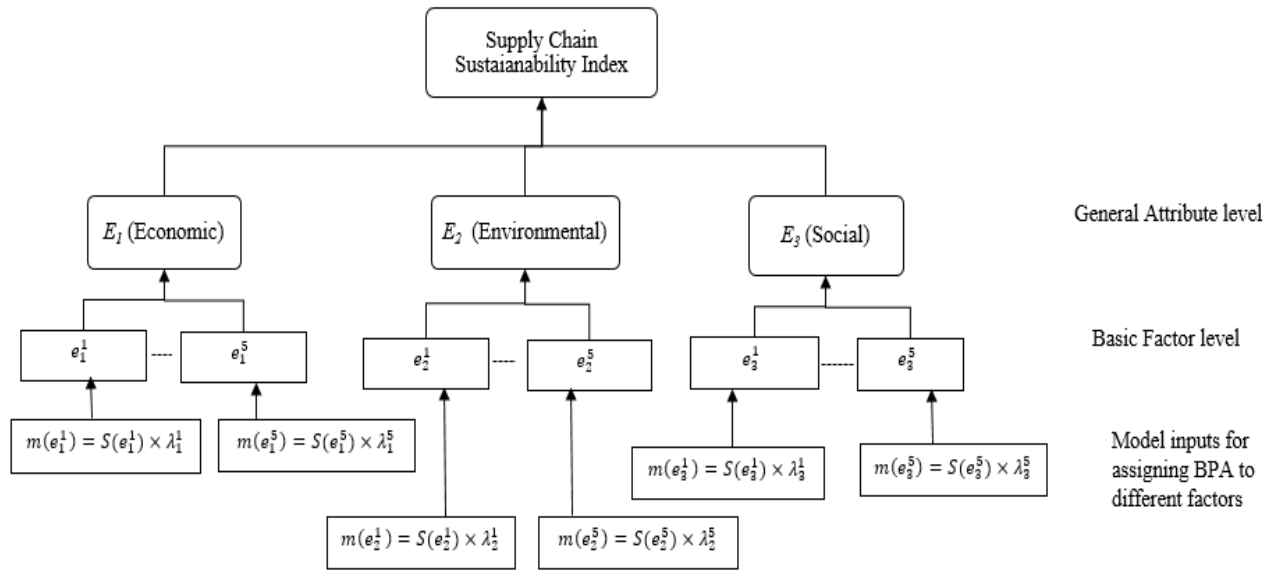 Supply Chain
Sustaianability Index
E₁ (Economic)
E₂ (Environmental)
E₃ (Social)
General Attribute level
e₁¹
----
e₁⁵
e₂¹
----
e₂⁵
e₃¹
------
e₃⁵
Basic Factor level
m(e₁¹) = S(e₁¹) × λ₁¹
m(e₁⁵) = S(e₁⁵) × λ₁⁵
m(e₃¹) = S(e₃¹) × λ₃¹
m(e₃⁵) = S(e₃⁵) × λ₃⁵
Model inputs for
assigning BPA to
different factors
m(e₂¹) = S(e₂¹) × λ₂¹
m(e₂⁵) = S(e₂⁵) × λ₂⁵